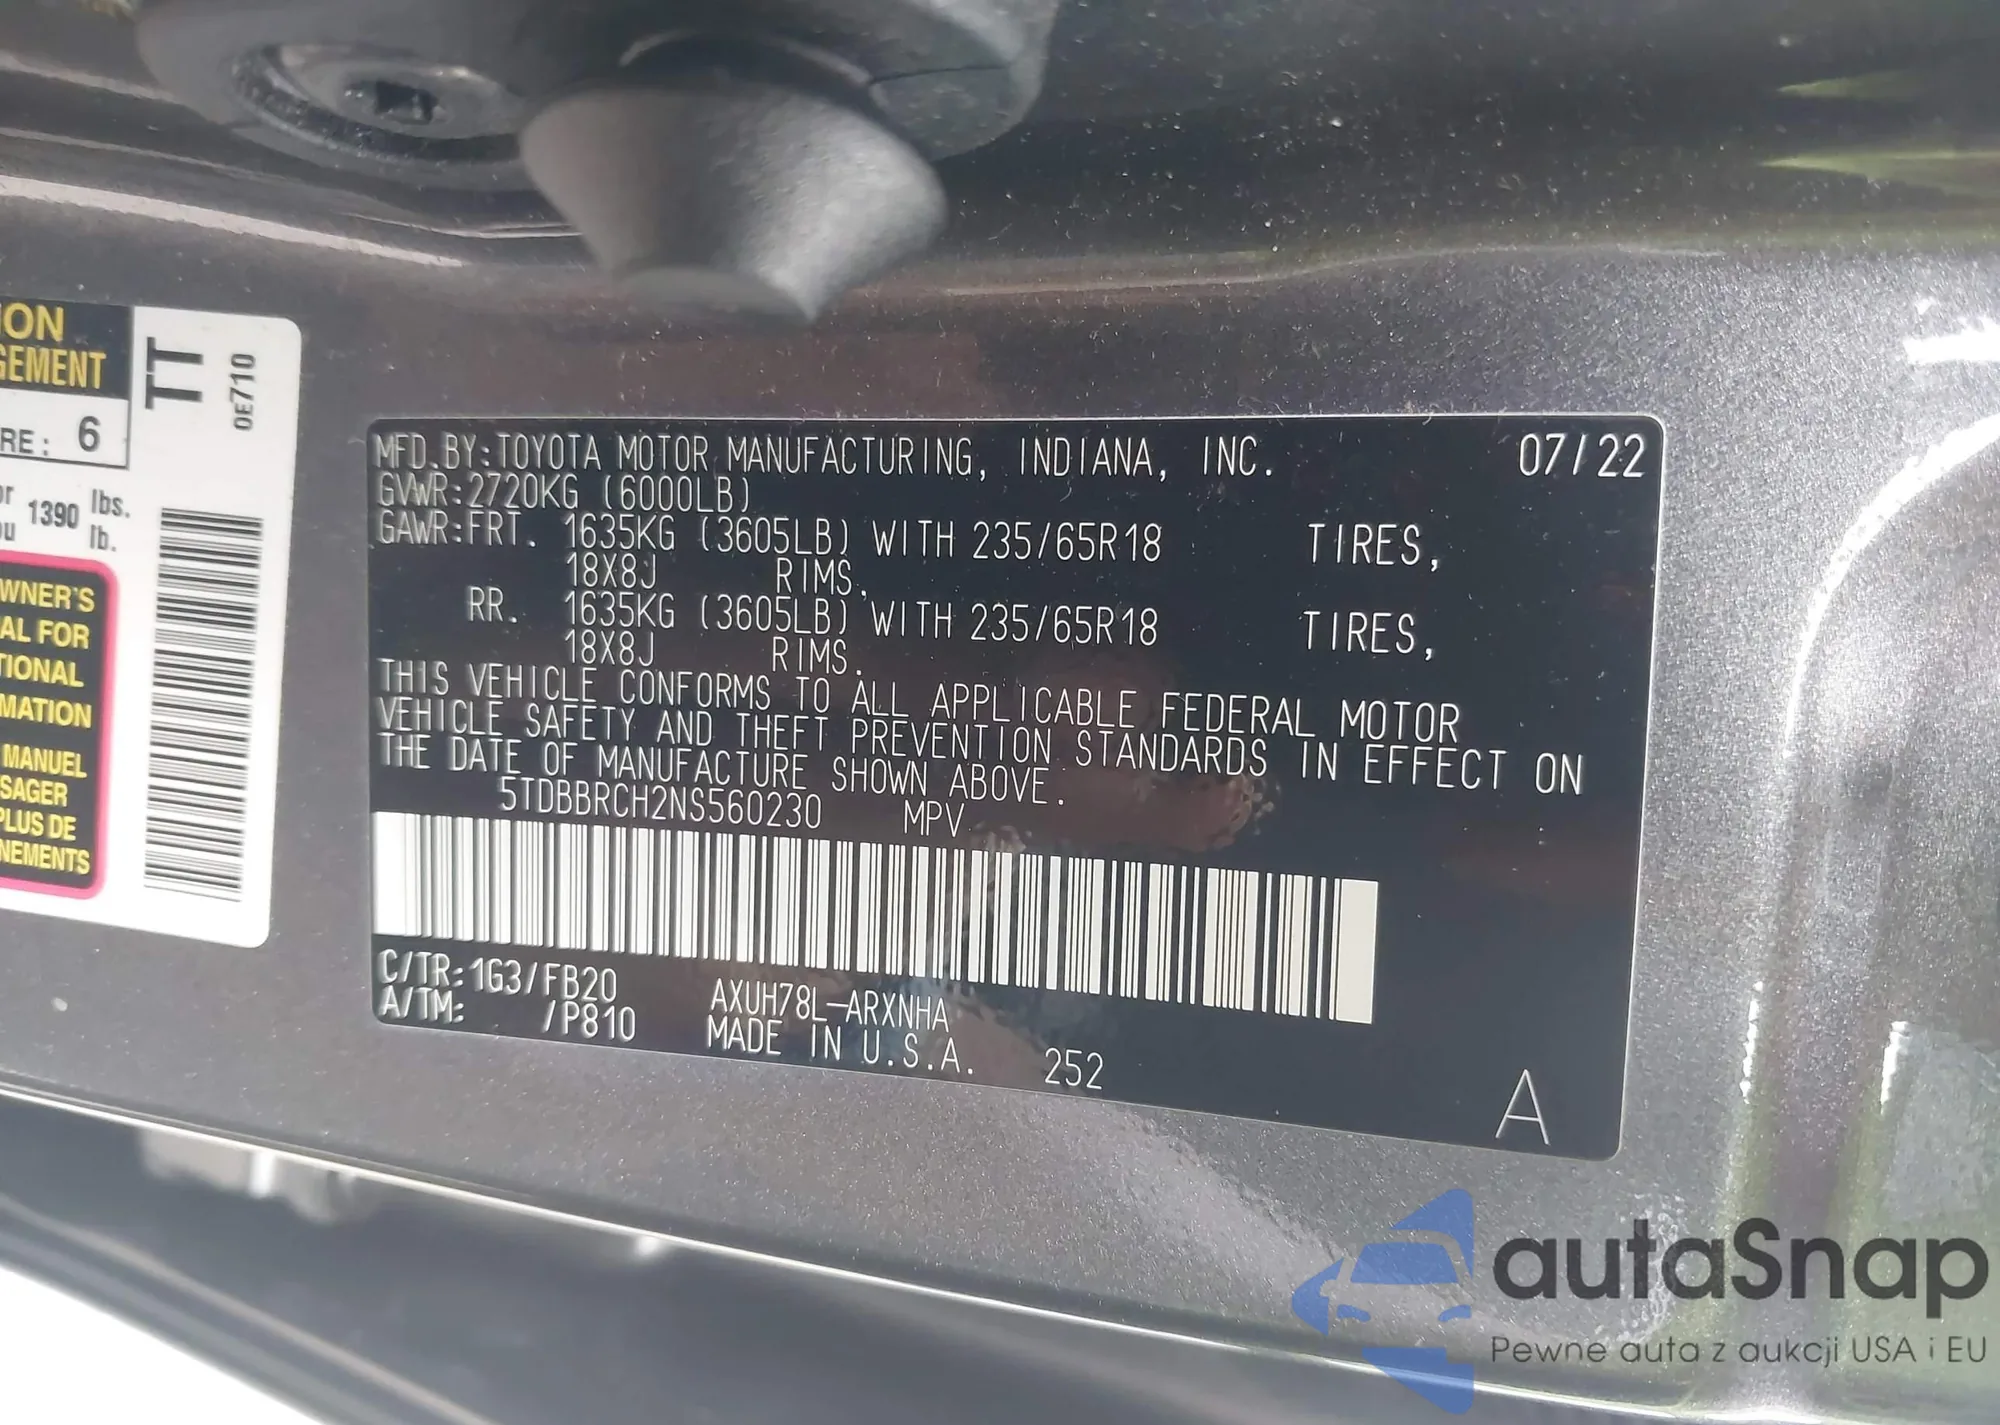 ION
GEMENT
RE: 6
TT
0E710
or 1390 lbs.
ou lb.
WNER'S
AL FOR
TIONAL
MATION
MANUEL
SAGER
PLUS DE
NEMENTS
MFD.BY:TOYOTA MOTOR MANUFACTURING, INDIANA, INC. 07/22
GVWR:2720KG (6000LB)
GAWR:FRT. 1635KG (3605LB) WITH 235/65R18 TIRES,
18X8J RIMS.
RR. 1635KG (3605LB) WITH 235/65R18 TIRES,
18X8J RIMS.
THIS VEHICLE CONFORMS TO ALL APPLICABLE FEDERAL MOTOR
VEHICLE SAFETY AND THEFT PREVENTION STANDARDS IN EFFECT ON
THE DATE OF MANUFACTURE SHOWN ABOVE.
5TDBBRCH2NS560230 MPV
C/TR:1G3/FB20 AXUH78L-ARXNHA
A/TM: /P810 MADE IN U.S.A. 252
A
autaSnap
Pewne auta z aukcji USA i EU